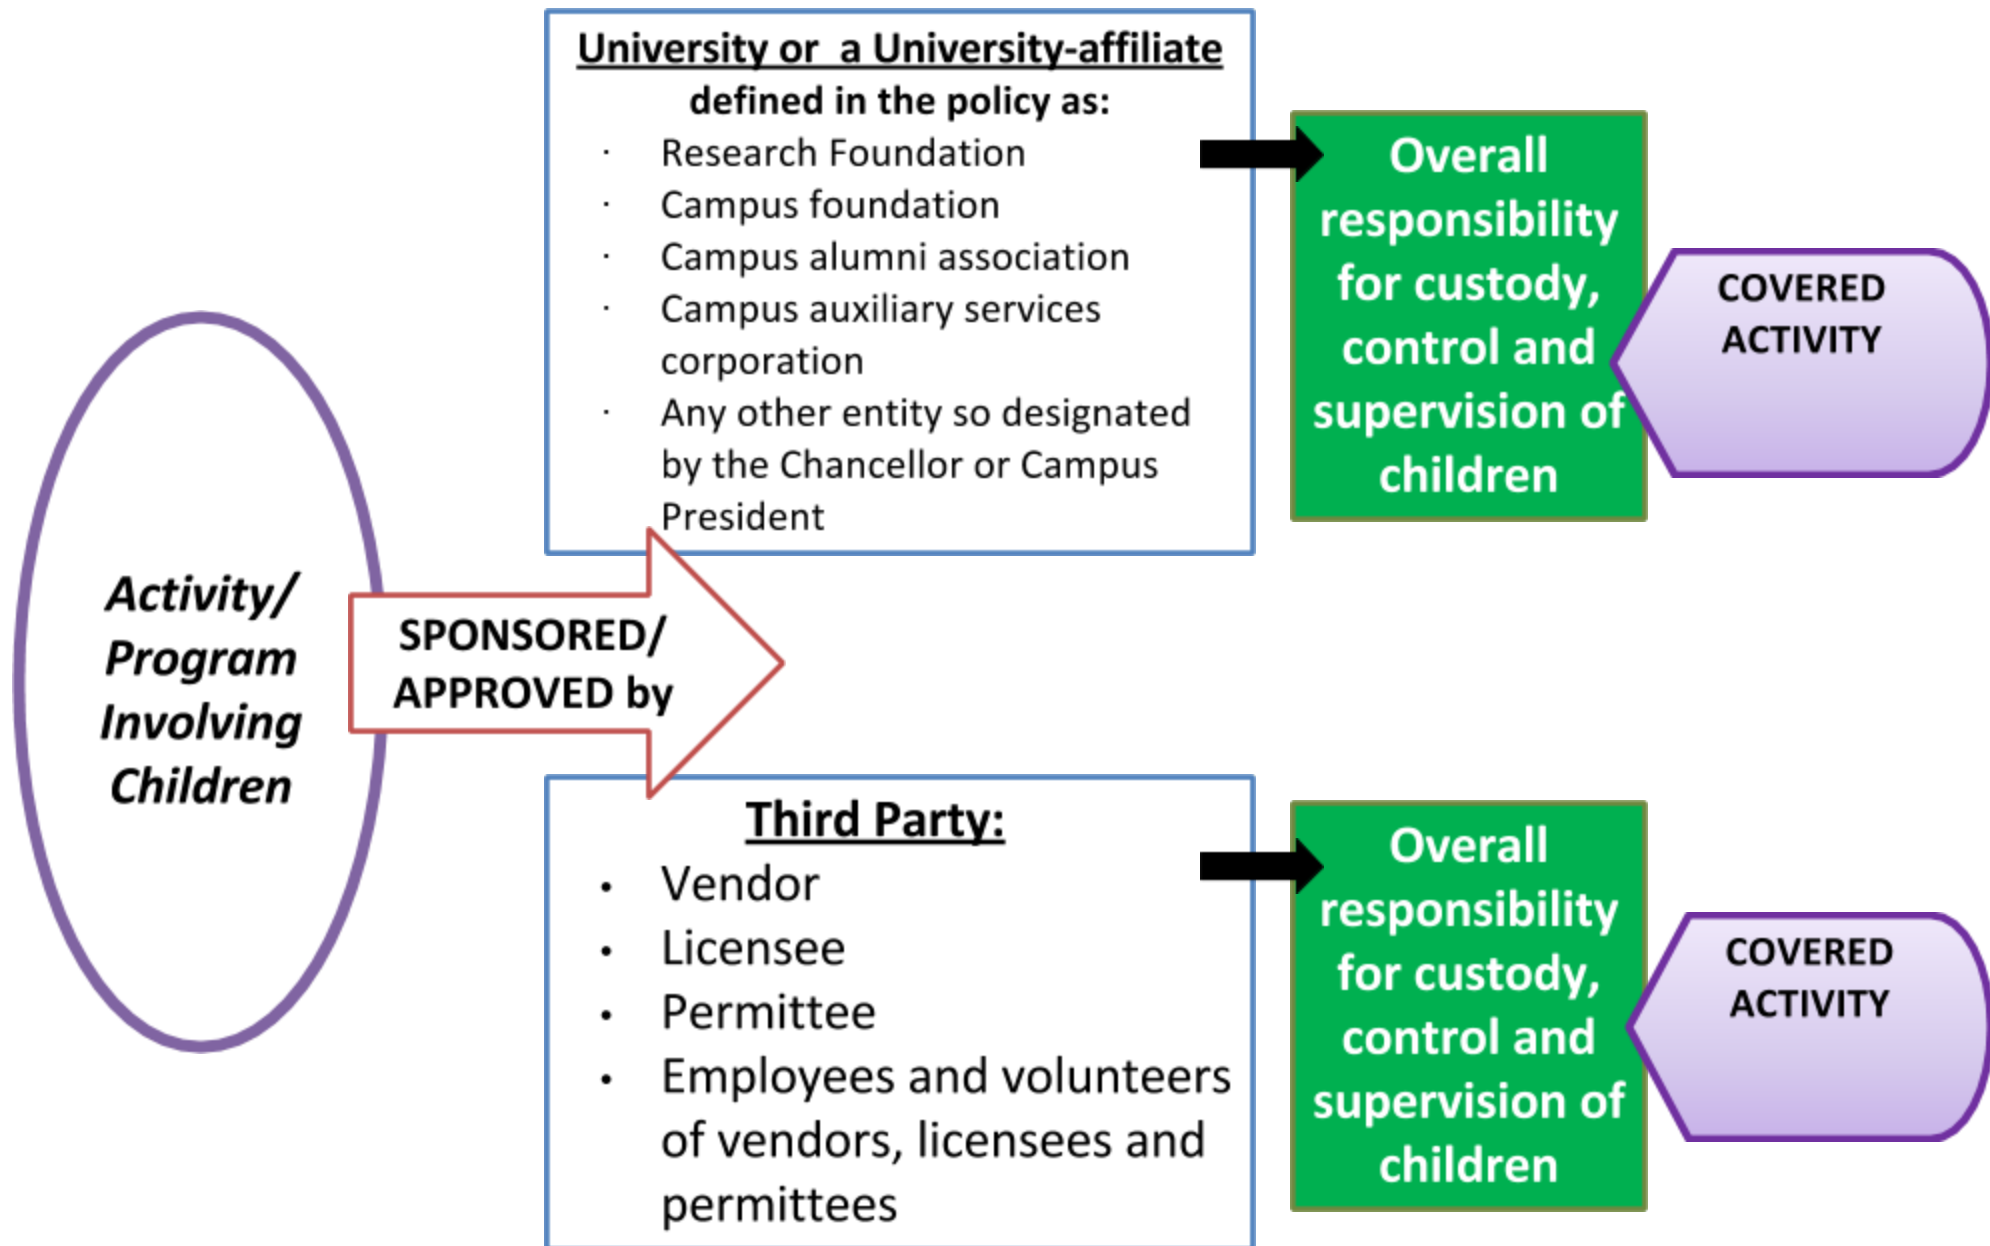 Activity/
Program
Involving
Children
SPONSORED/
APPROVED by
University or  a University-affiliate
defined in the policy as:
· Research Foundation
· Campus foundation
· Campus alumni association
· Campus auxiliary services
corporation
· Any other entity so designated
by the Chancellor or Campus
President
Overall
responsibility
for custody,
control and
supervision of
children
COVERED
ACTIVITY
Third Party:
• Vendor
• Licensee
• Permittee
• Employees and volunteers
of vendors, licensees and
permittees
Overall
responsibility
for custody,
control and
supervision of
children
COVERED
ACTIVITY